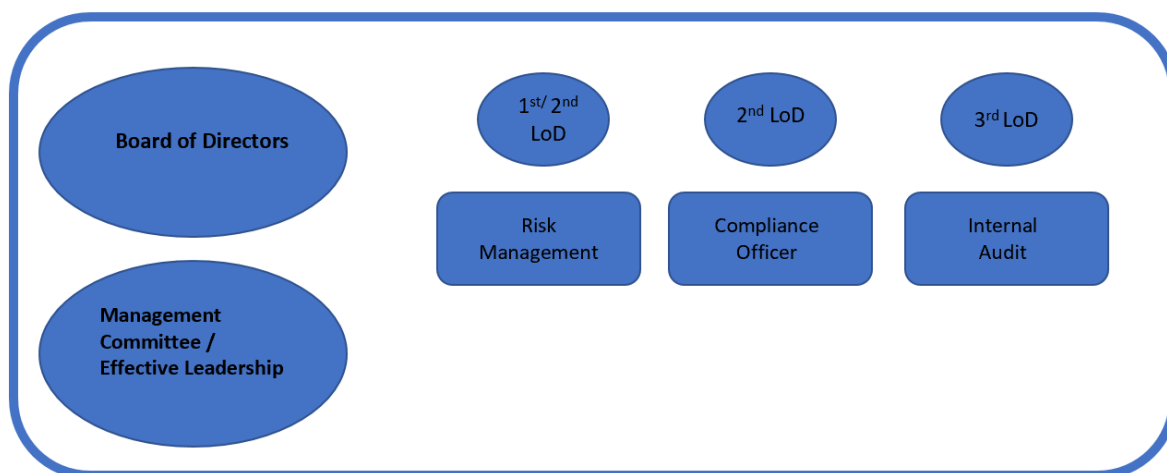 Board of Directors
Management
Committee /
Effective Leadership
1st/ 2nd
LoD
2nd LoD
3rd LoD
Risk
Management
Compliance
Officer
Internal
Audit